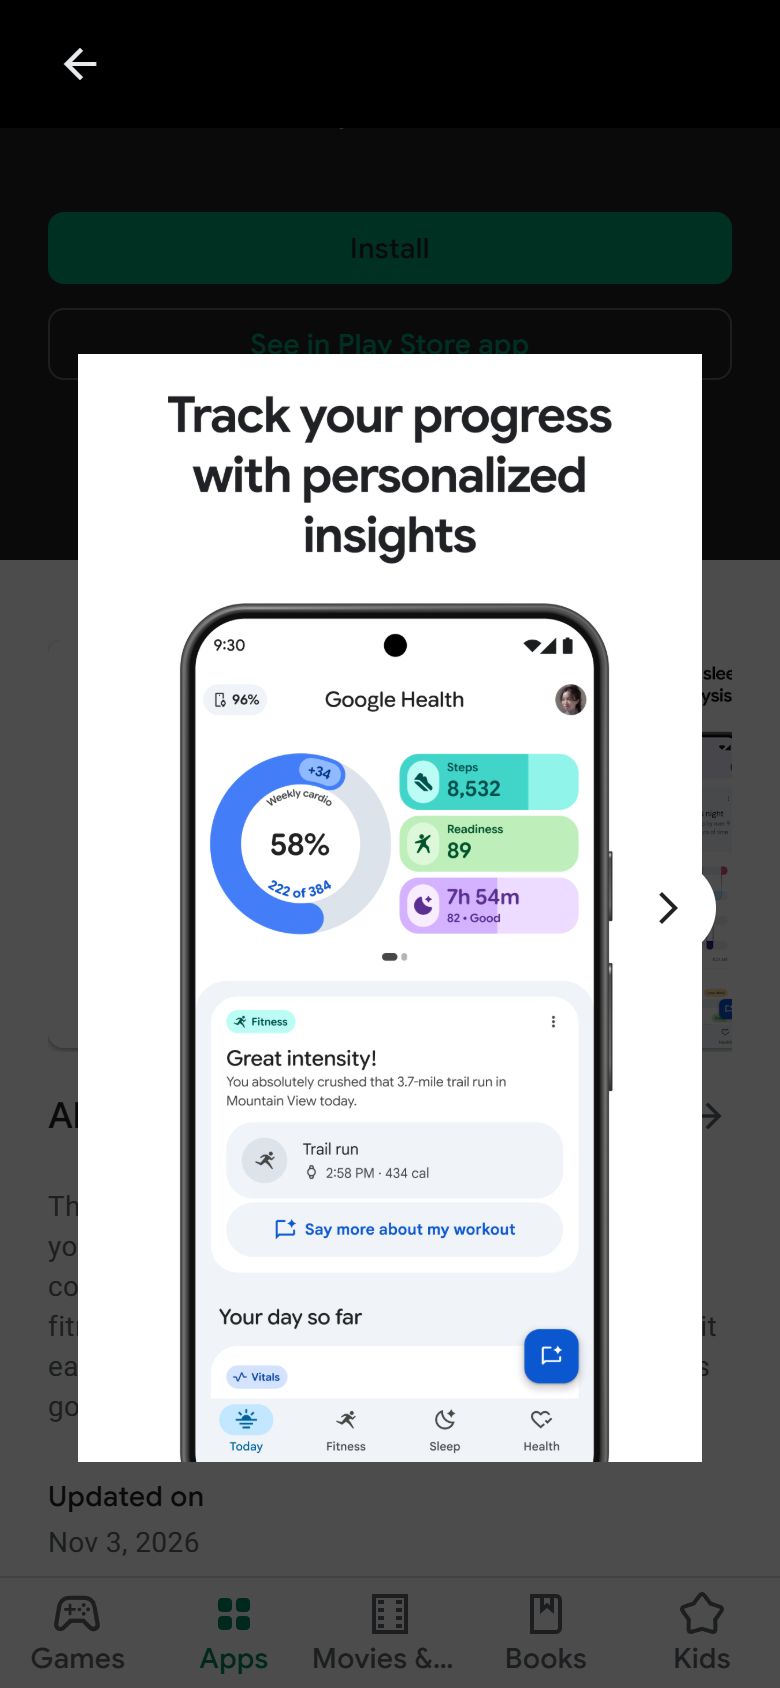 Install
See in Play Store app
Track your progress
with personalized
insights
9:30
96%
Google Health
+34
Weekly cardio
58%
222 of 384
Steps
8,532
Readiness
89
7h 54m
82 • Good
Fitness
Great intensity!
You absolutely crushed that 3.7-mile trail run in
Mountain View today.
Trail run
2:58 PM · 434 cal
Say more about my workout
Your day so far
Vitals
Today
Fitness
Sleep
Health
Updated on
Nov 3, 2026
Games
Apps
Movies &...
Books
Kids